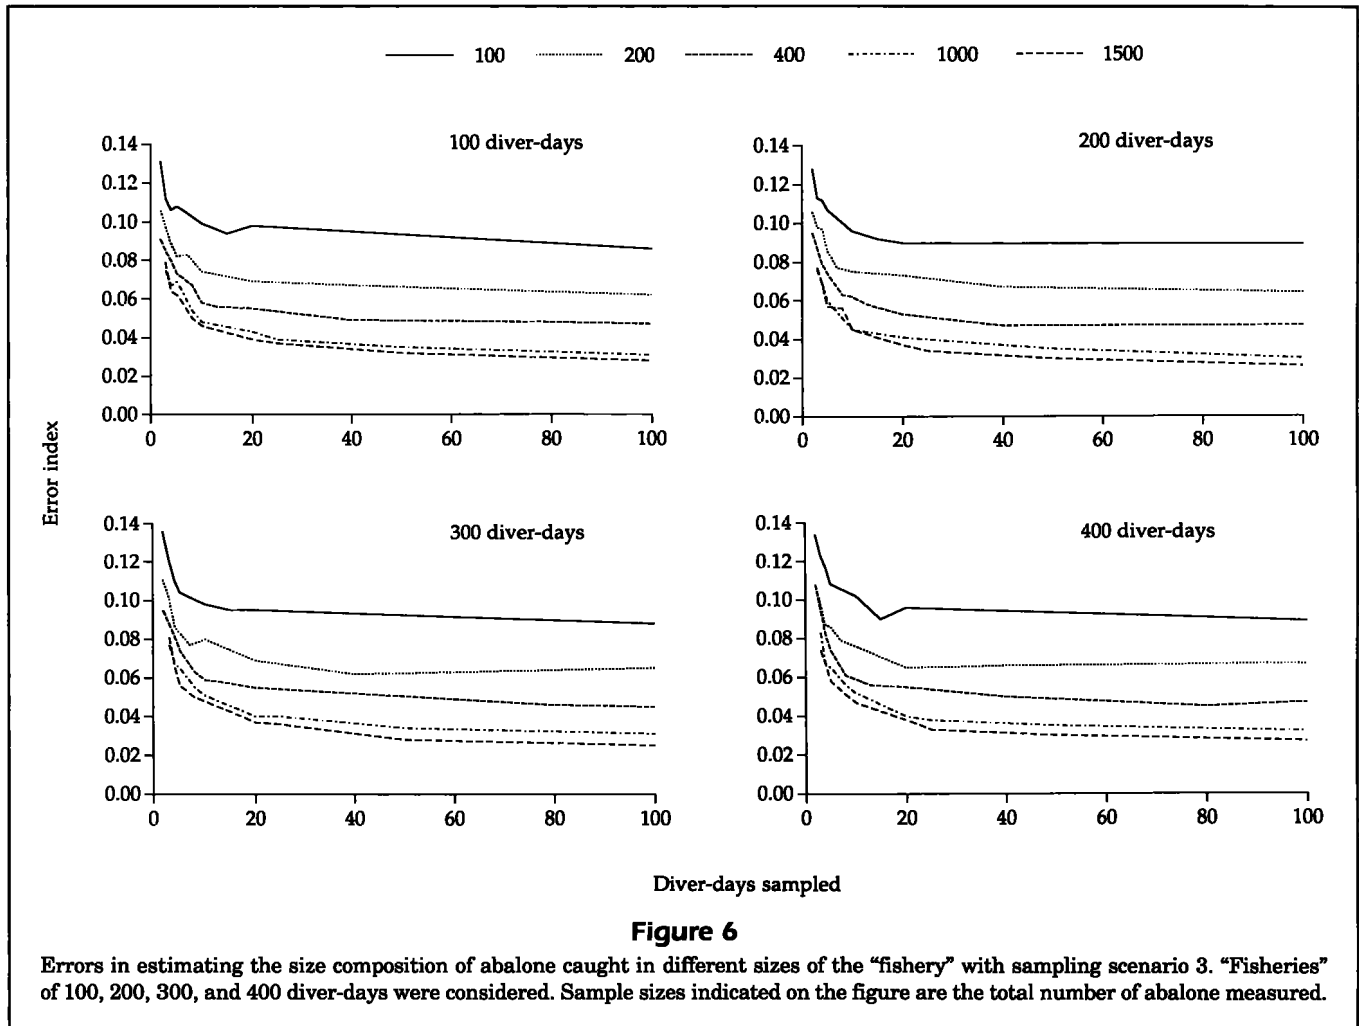 100 200 400 1000 1500
100 diver-days
0.14
0.12
0.10
0.08
0.06
0.04
0.02
0.00
0 20 40 60 80 100
200 diver-days
0.14
0.12
0.10
0.08
0.06
0.04
0.02
0.00
0 20 40 60 80 100
Error index
300 diver-days
0.14
0.12
0.10
0.08
0.06
0.04
0.02
0.00
0 20 40 60 80 100
400 diver-days
0.14
0.12
0.10
0.08
0.06
0.04
0.02
0.00
0 20 40 60 80 100
Diver-days sampled
Figure 6
Errors in estimating the size composition of abalone caught in different sizes of the “fishery” with sampling scenario 3. “Fisheries”
of 100, 200, 300, and 400 diver-days were considered. Sample sizes indicated on the figure are the total number of abalone measured.